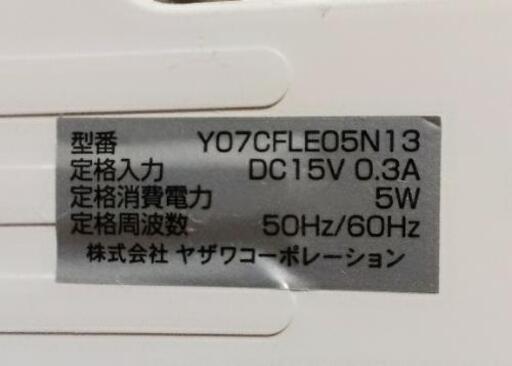 型番 Y07CFLE05N13
定格入力 DC15V 0.3A
定格消費電力 5W
定格周波数 50Hz/60Hz
株式会社 ヤザワコーポレーション